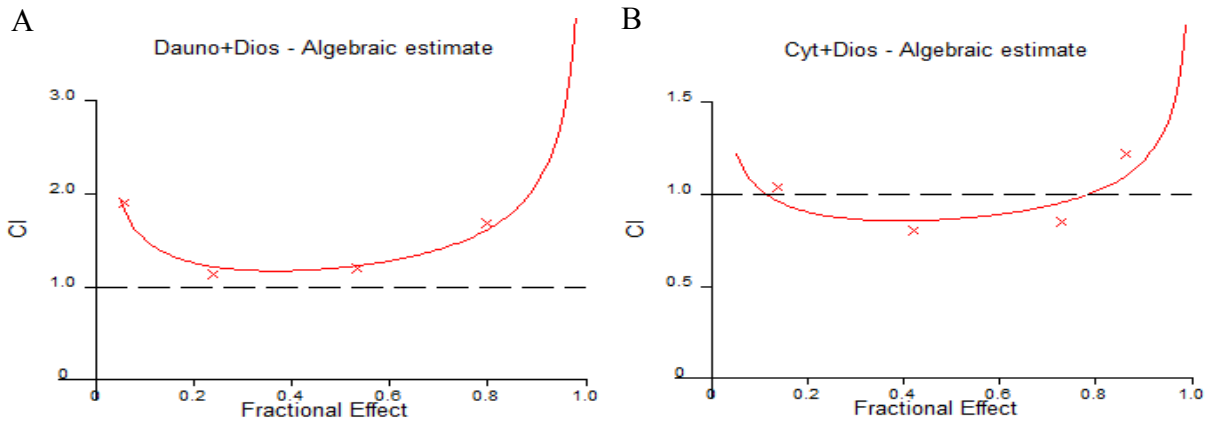 A
Dauno+Dios - Algebraic estimate
3.0
2.0
1.0
0
CI
0 0.2 0.4 0.6 0.8 1.0
Fractional Effect
B
Cyt+Dios - Algebraic estimate
1.5
1.0
0.5
0
CI
0 0.2 0.4 0.6 0.8 1.0
Fractional Effect